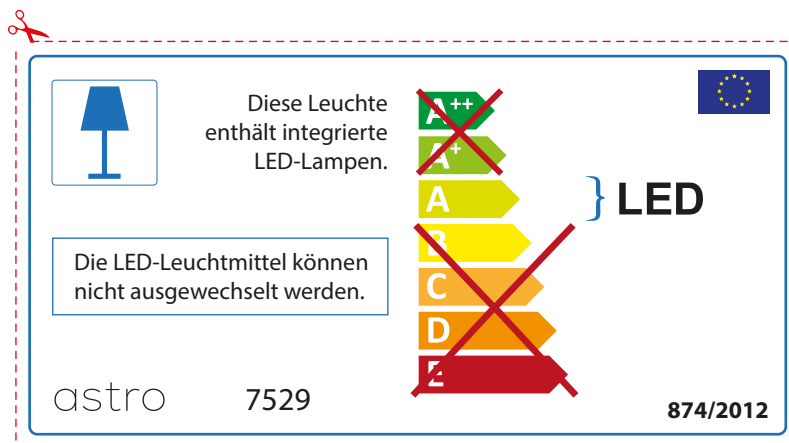 Diese Leuchte
enthält integrierte
LED-Lampen.
Die LED-Leuchtmittel können
nicht ausgewechselt werden.
A++
A+
A
B
C
D
E
LED
astro
7529
874/2012